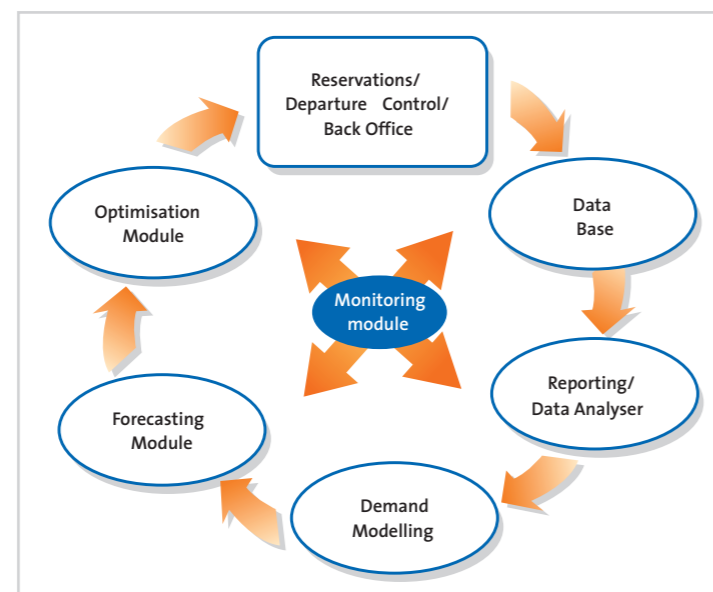 Reservations/
Departure Control/
Back Office
Optimisation
Module
Data
Base
Monitoring
module
Reporting/
Data Analyser
Forecasting
Module
Demand
Modelling